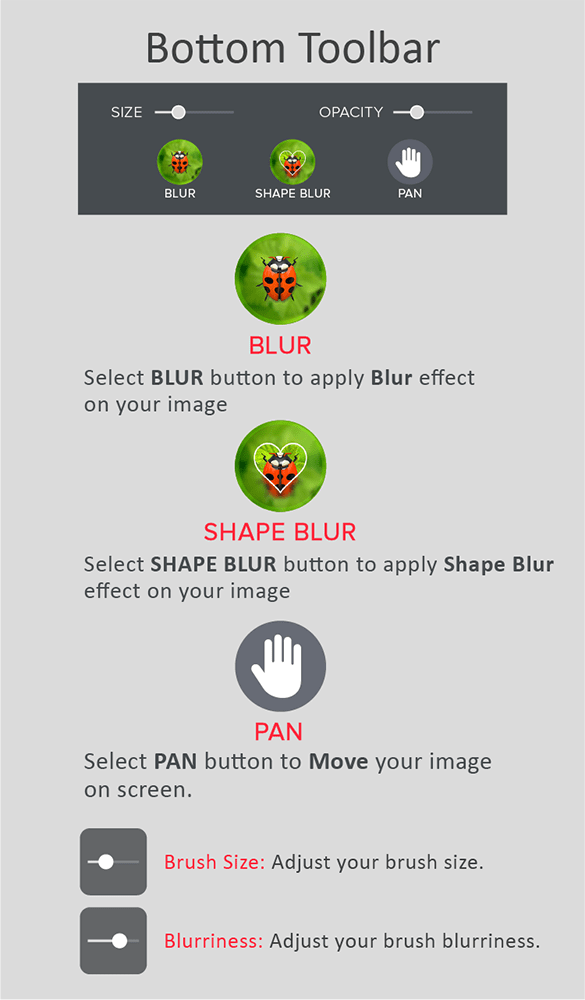 Bottom Toolbar
SIZE
OPACITY
BLUR
SHAPE BLUR
PAN
BLUR
Select BLUR button to apply Blur effect
on your image
SHAPE BLUR
Select SHAPE BLUR button to apply Shape Blur
effect on your image
PAN
Select PAN button to Move your image
on screen.
Brush Size: Adjust your brush size.
Blurriness: Adjust your brush blurriness.